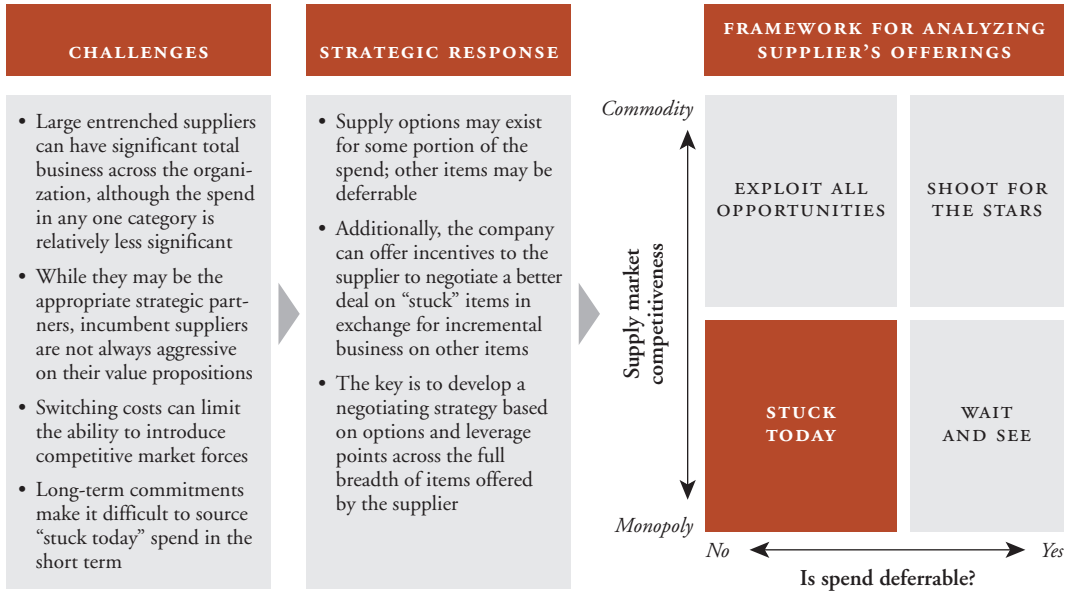 CHALLENGES
• Large entrenched suppliers
can have significant total
business across the organi-
zation, although the spend
in any one category is
relatively less significant
• While they may be the
appropriate strategic part-
ners, incumbent suppliers
are not always aggressive
on their value propositions
• Switching costs can limit
the ability to introduce
competitive market forces
• Long-term commitments
make it difficult to source
“stuck today” spend in the
short term
STRATEGIC RESPONSE
• Supply options may exist
for some portion of the
spend; other items may be
deferrable
• Additionally, the company
can offer incentives to the
supplier to negotiate a better
deal on “stuck” items in
exchange for incremental
business on other items
• The key is to develop a
negotiating strategy based
on options and leverage
points across the full
breadth of items offered
by the supplier
FRAMEWORK FOR ANALYZING
SUPPLIER’S OFFERINGS
Commodity
Supply market
competitiveness
Monopoly
EXPLOIT ALL
OPPORTUNITIES
SHOOT FOR
THE STARS
STUCK
TODAY
WAIT
AND SEE
No
Yes
Is spend deferrable?